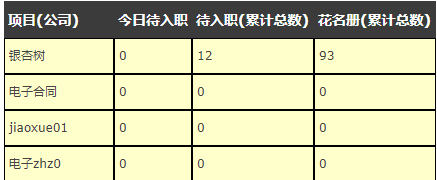 项目(公司) 今日待入职 待入职(累计总数) 花名册(累计总数)
银杏树 0 12 93
电子合同 0 0 0
jiaoxue01 0 0 0
电子zhz0 0 0 0